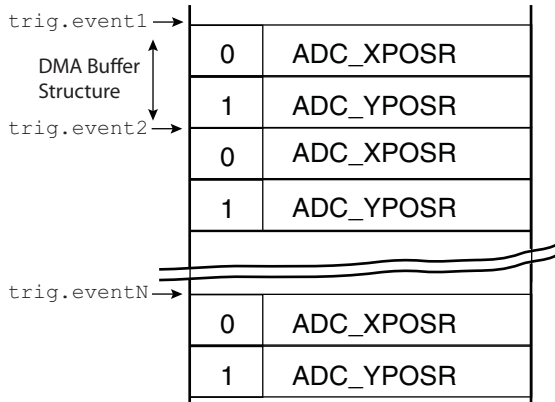 trig.event1
0 ADC_XPOSR
DMA Buffer
Structure
1 ADC_YPOSR
trig.event2
0 ADC_XPOSR
1 ADC_YPOSR
trig.eventN
0 ADC_XPOSR
1 ADC_YPOSR